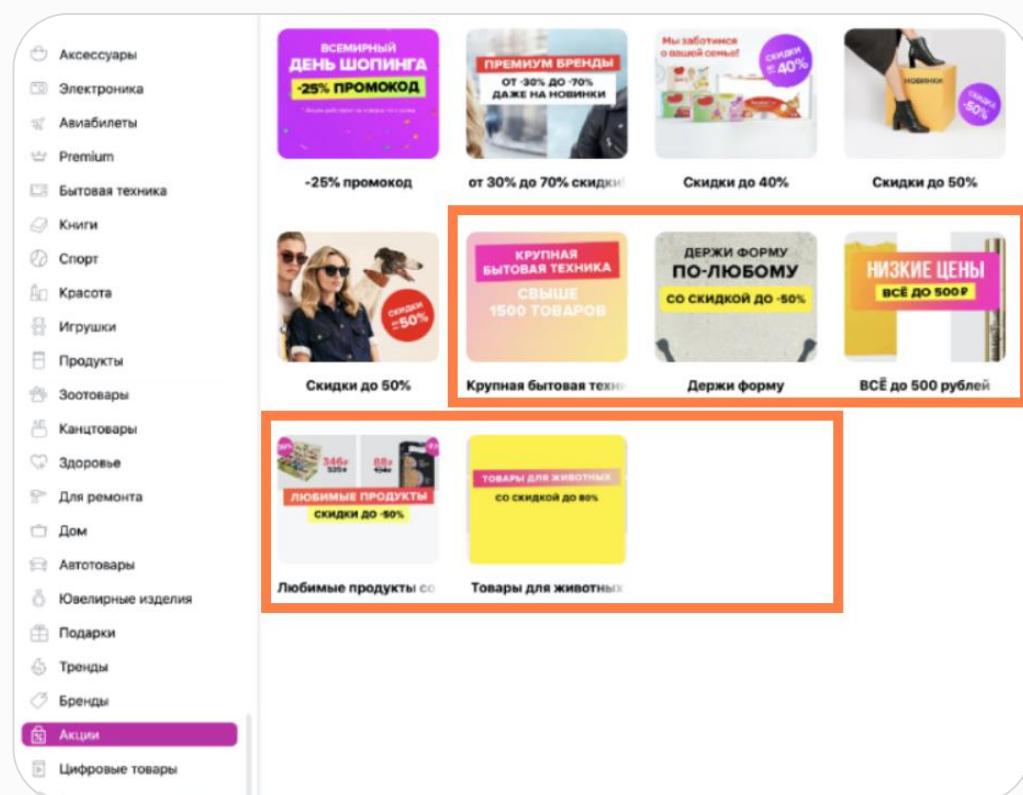 Аксессуары
Электроника
Авиабилеты
Premium
Бытовая техника
Книги
Спорт
Красота
Игрушки
Продукты
Зоотовары
Канцтовары
Здоровье
Для ремонта
Дом
Автотовары
Ювелирные изделия
Подарки
Тренды
Бренды
Акции
Цифровые товары
ВСЕМИРНЫЙ
ДЕНЬ ШОПИНГА
-25% ПРОМОКОД
-25% промокод
ПРЕМИУМ БРЕНДЫ
ОТ -30% ДО -70%
ДАЖЕ НА НОВИНКИ
от 30% до 70% скидки
Мы заботимся
о вашей семье!
СКИДКИ
ДО 40%
Скидки до 40%
НОВИНКИ
СКИДКА
-50%
Скидки до 50%
СКИДКИ
ДО 50%
Скидки до 50%
КРУПНАЯ
БЫТОВАЯ ТЕХНИКА
СВЫШЕ
1500 ТОВАРОВ
Крупная бытовая техн
ДЕРЖИ ФОРМУ
ПО-ЛЮБОМУ
СО СКИДКОЙ ДО -50%
Держи форму
НИЗКИЕ ЦЕНЫ
ВСЁ ДО 500 ₽
ВСЁ до 500 рублей
346₽
88₽
ЛЮБИМЫЕ ПРОДУКТЫ
СКИДКИ ДО -50%
Любимые продукты со
ТОВАРЫ ДЛЯ ЖИВОТНЫХ
СО СКИДКОЙ ДО 80%
Товары для животных